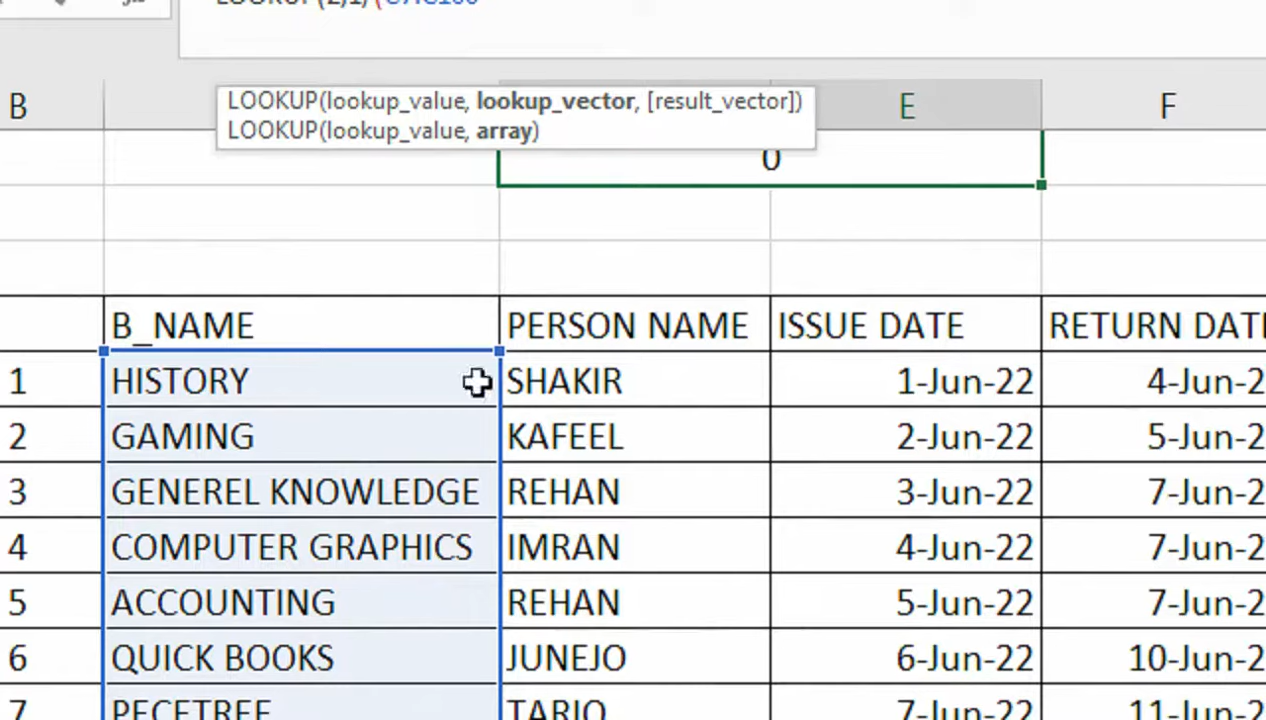 LOOKUP(2,1/(C7:C100
LOOKUP(lookup_value, lookup_vector, [result_vector])
LOOKUP(lookup_value, array)
B E F
0
B_NAME PERSON NAME ISSUE DATE RETURN DATE
1 HISTORY SHAKIR 1-Jun-22 4-Jun-2
2 GAMING KAFEEL 2-Jun-22 5-Jun-2
3 GENEREL KNOWLEDGE REHAN 3-Jun-22 7-Jun-2
4 COMPUTER GRAPHICS IMRAN 4-Jun-22 7-Jun-2
5 ACCOUNTING REHAN 5-Jun-22 7-Jun-2
6 QUICK BOOKS JUNEJO 6-Jun-22 10-Jun-2
7 PECETREE TARIQ 7-Jun-22 11-Jun-2